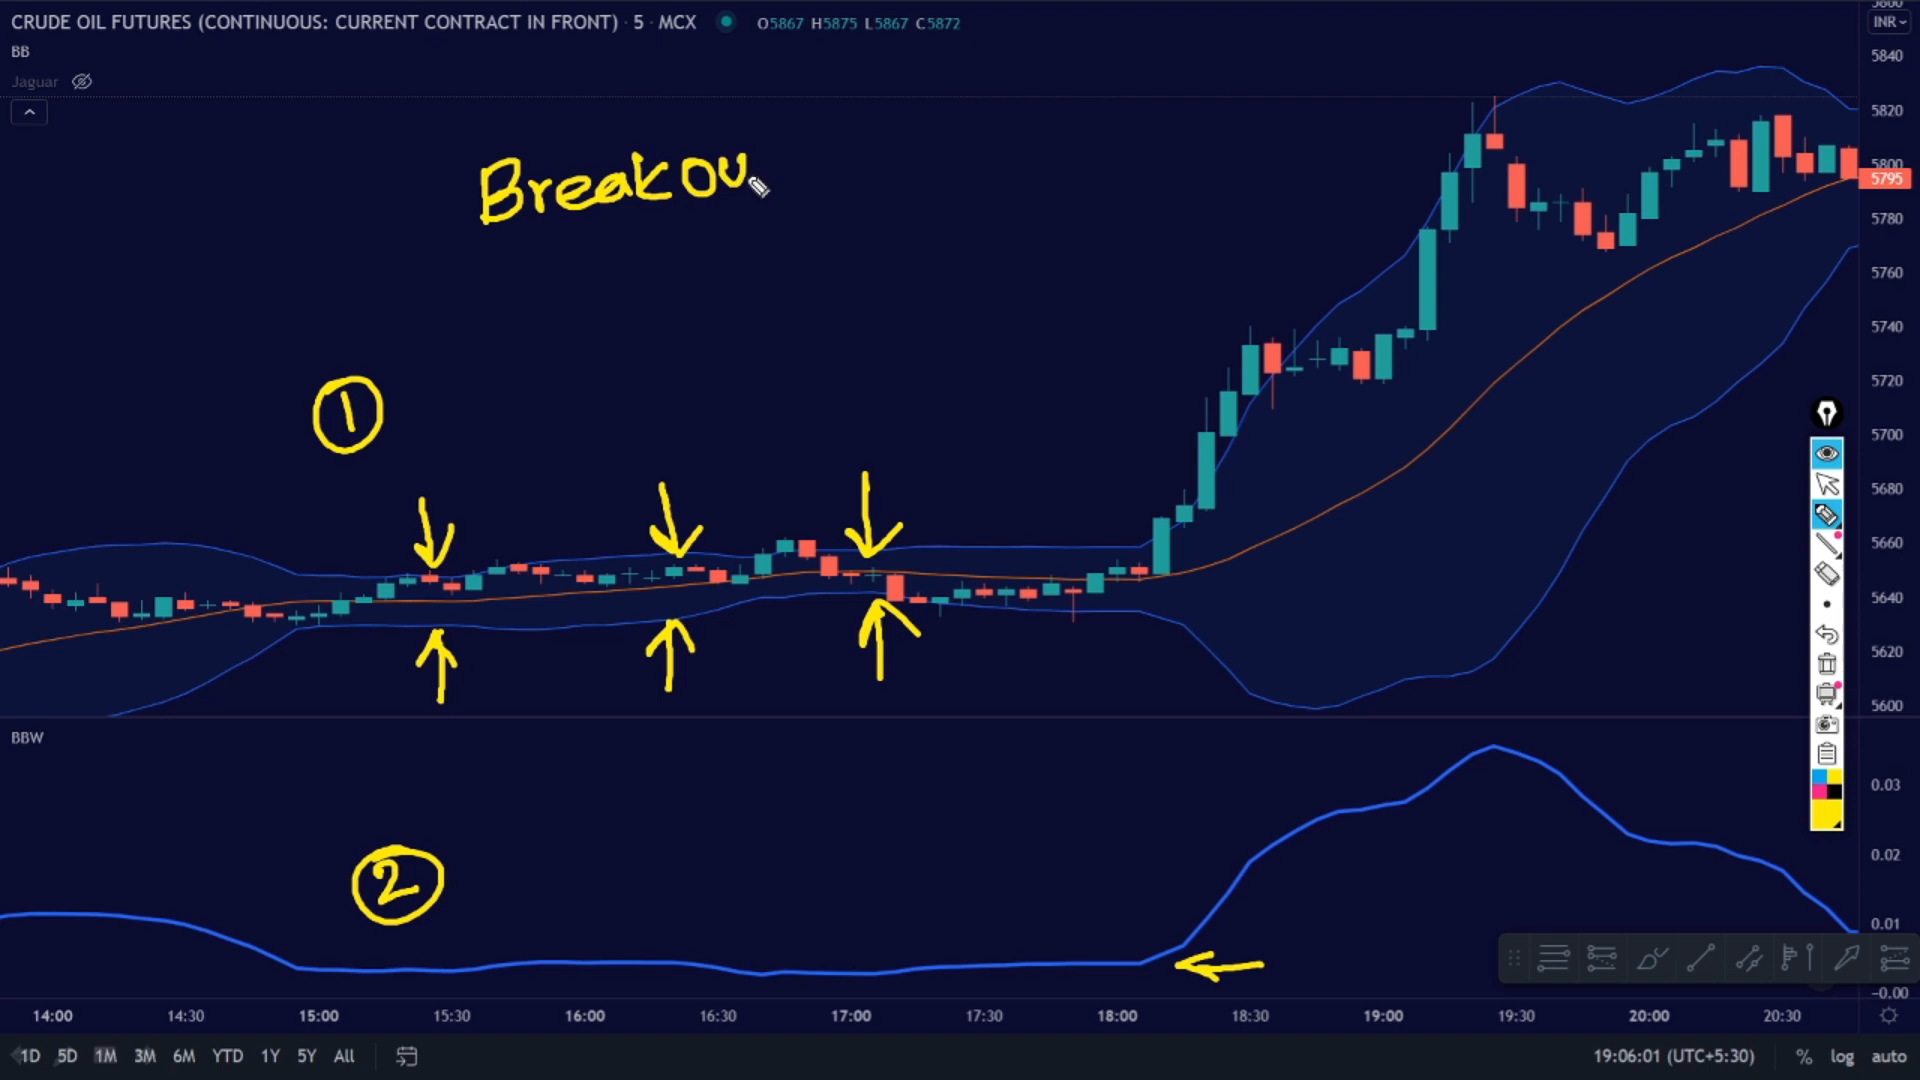 CRUDE OIL FUTURES (CONTINUOUS: CURRENT CONTRACT IN FRONT) · 5 · MCX O5867 H5875 L5867 C5872
INR
BB
Jaguar
5840
5820
5800
5795
5780
5760
5740
5720
5700
5680
5660
5640
5620
5600
Breakou
1
BBW
2
0.03
0.02
0.01
−0.00
14:00 14:30 15:00 15:30 16:00 16:30 17:00 17:30 18:00 18:30 19:00 19:30 20:00 20:30
1D 5D 1M 3M 6M YTD 1Y 5Y All 19:06:01 (UTC+5:30) % log auto